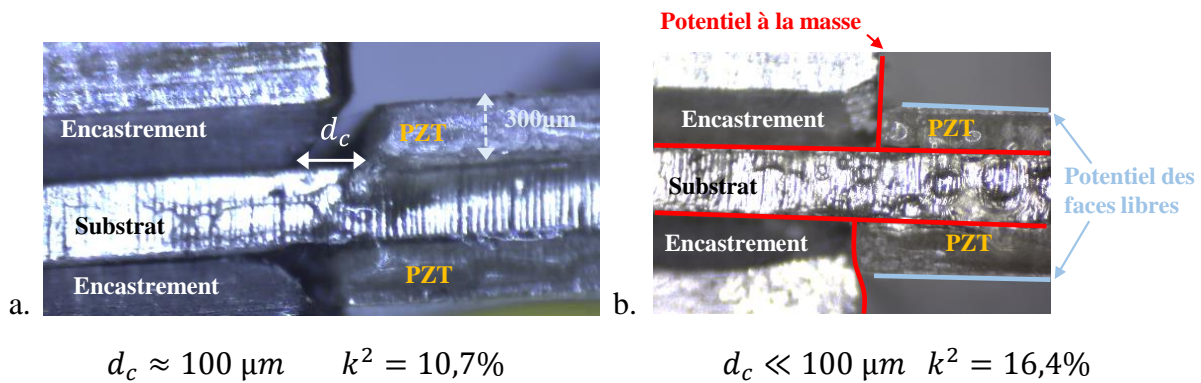 Potentiel à la masse
Encastrement
d_c
PZT
300µm
Substrat
Encastrement
PZT
a.
Encastrement
PZT
Substrat
Potentiel des
faces libres
Encastrement
PZT
b.
d_c ≈ 100 µm k² = 10,7%
d_c ≪ 100 µm k² = 16,4%